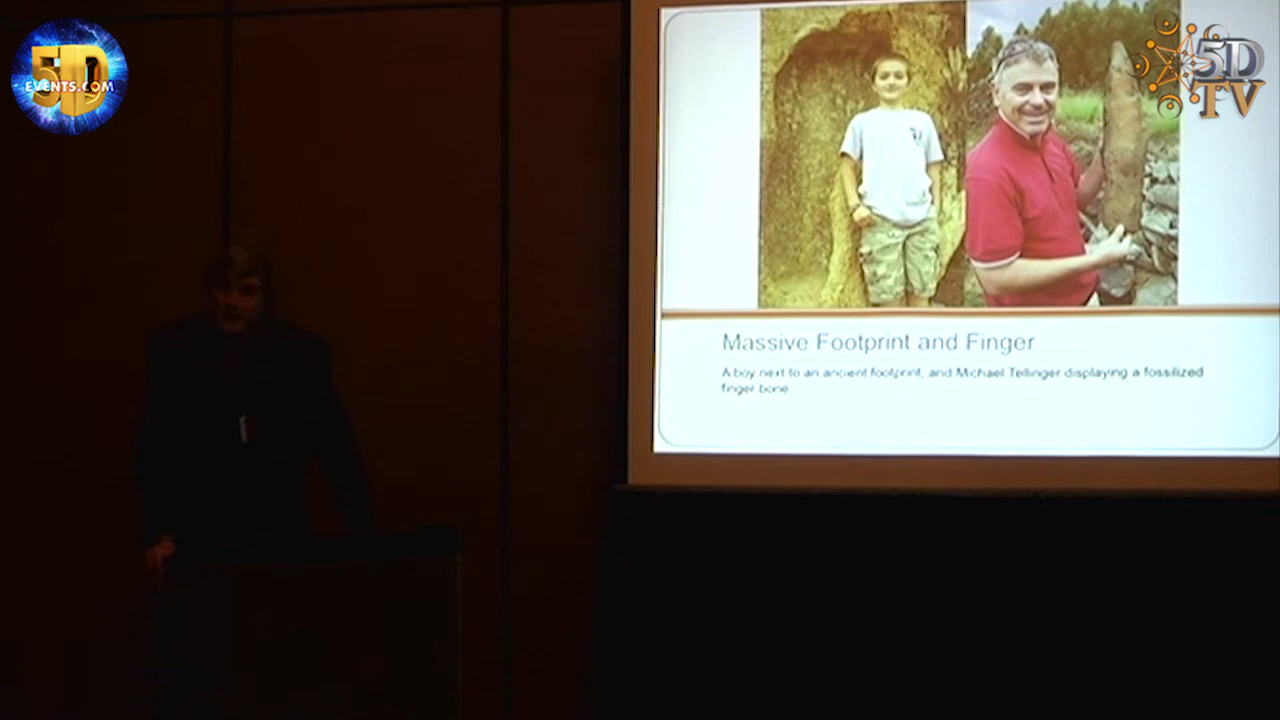 5D
EVENTS.COM
5D
TV
Massive Footprint and Finger
A boy next to an ancient footprint, and Michael Tellinger displaying a fossilized
finger bone